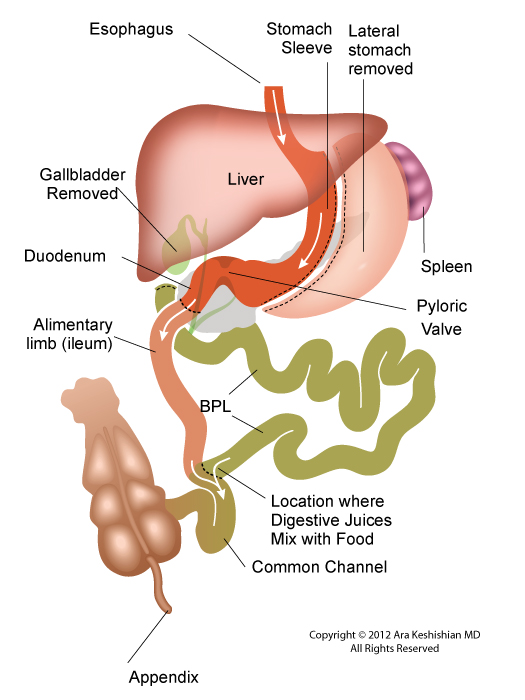 Esophagus
Stomach
Sleeve
Lateral
stomach
removed
Gallbladder
Removed
Liver
Duodenum
Spleen
Pyloric
Valve
Alimentary
limb (ileum)
BPL
Location where
Digestive Juices
Mix with Food
Common Channel
Copyright © 2012 Ara Keshishian MD
All Rights Reserved
Appendix